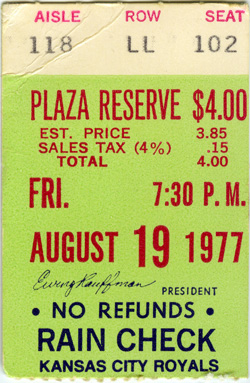 AISLE ROW SEAT
118 LL 102
PLAZA RESERVE $4.00
EST. PRICE 3.85
SALES TAX (4%) .15
TOTAL 4.00
FRI. 7:30 P.M.
AUGUST 19 1977
Ewing Kauffman PRESIDENT
• NO REFUNDS •
RAIN CHECK
KANSAS CITY ROYALS